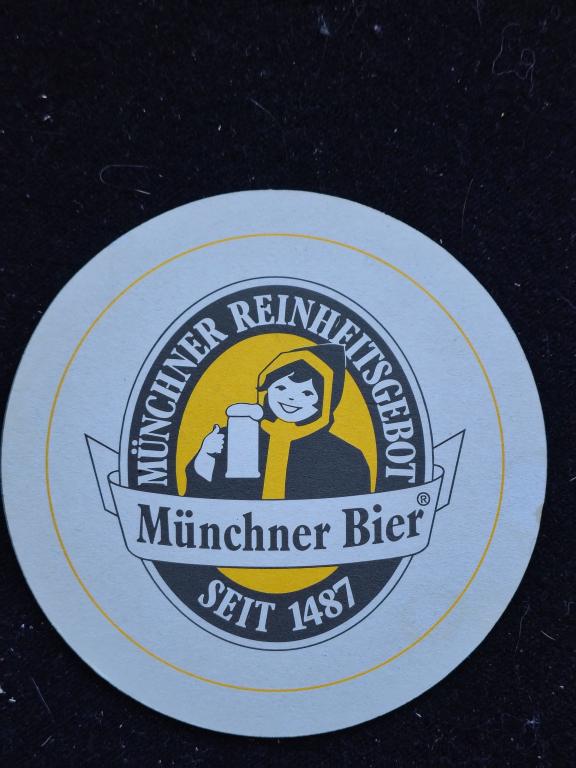 MÜNCHNER REINHEITSGEBOT
Münchner Bier®
SEIT 1487